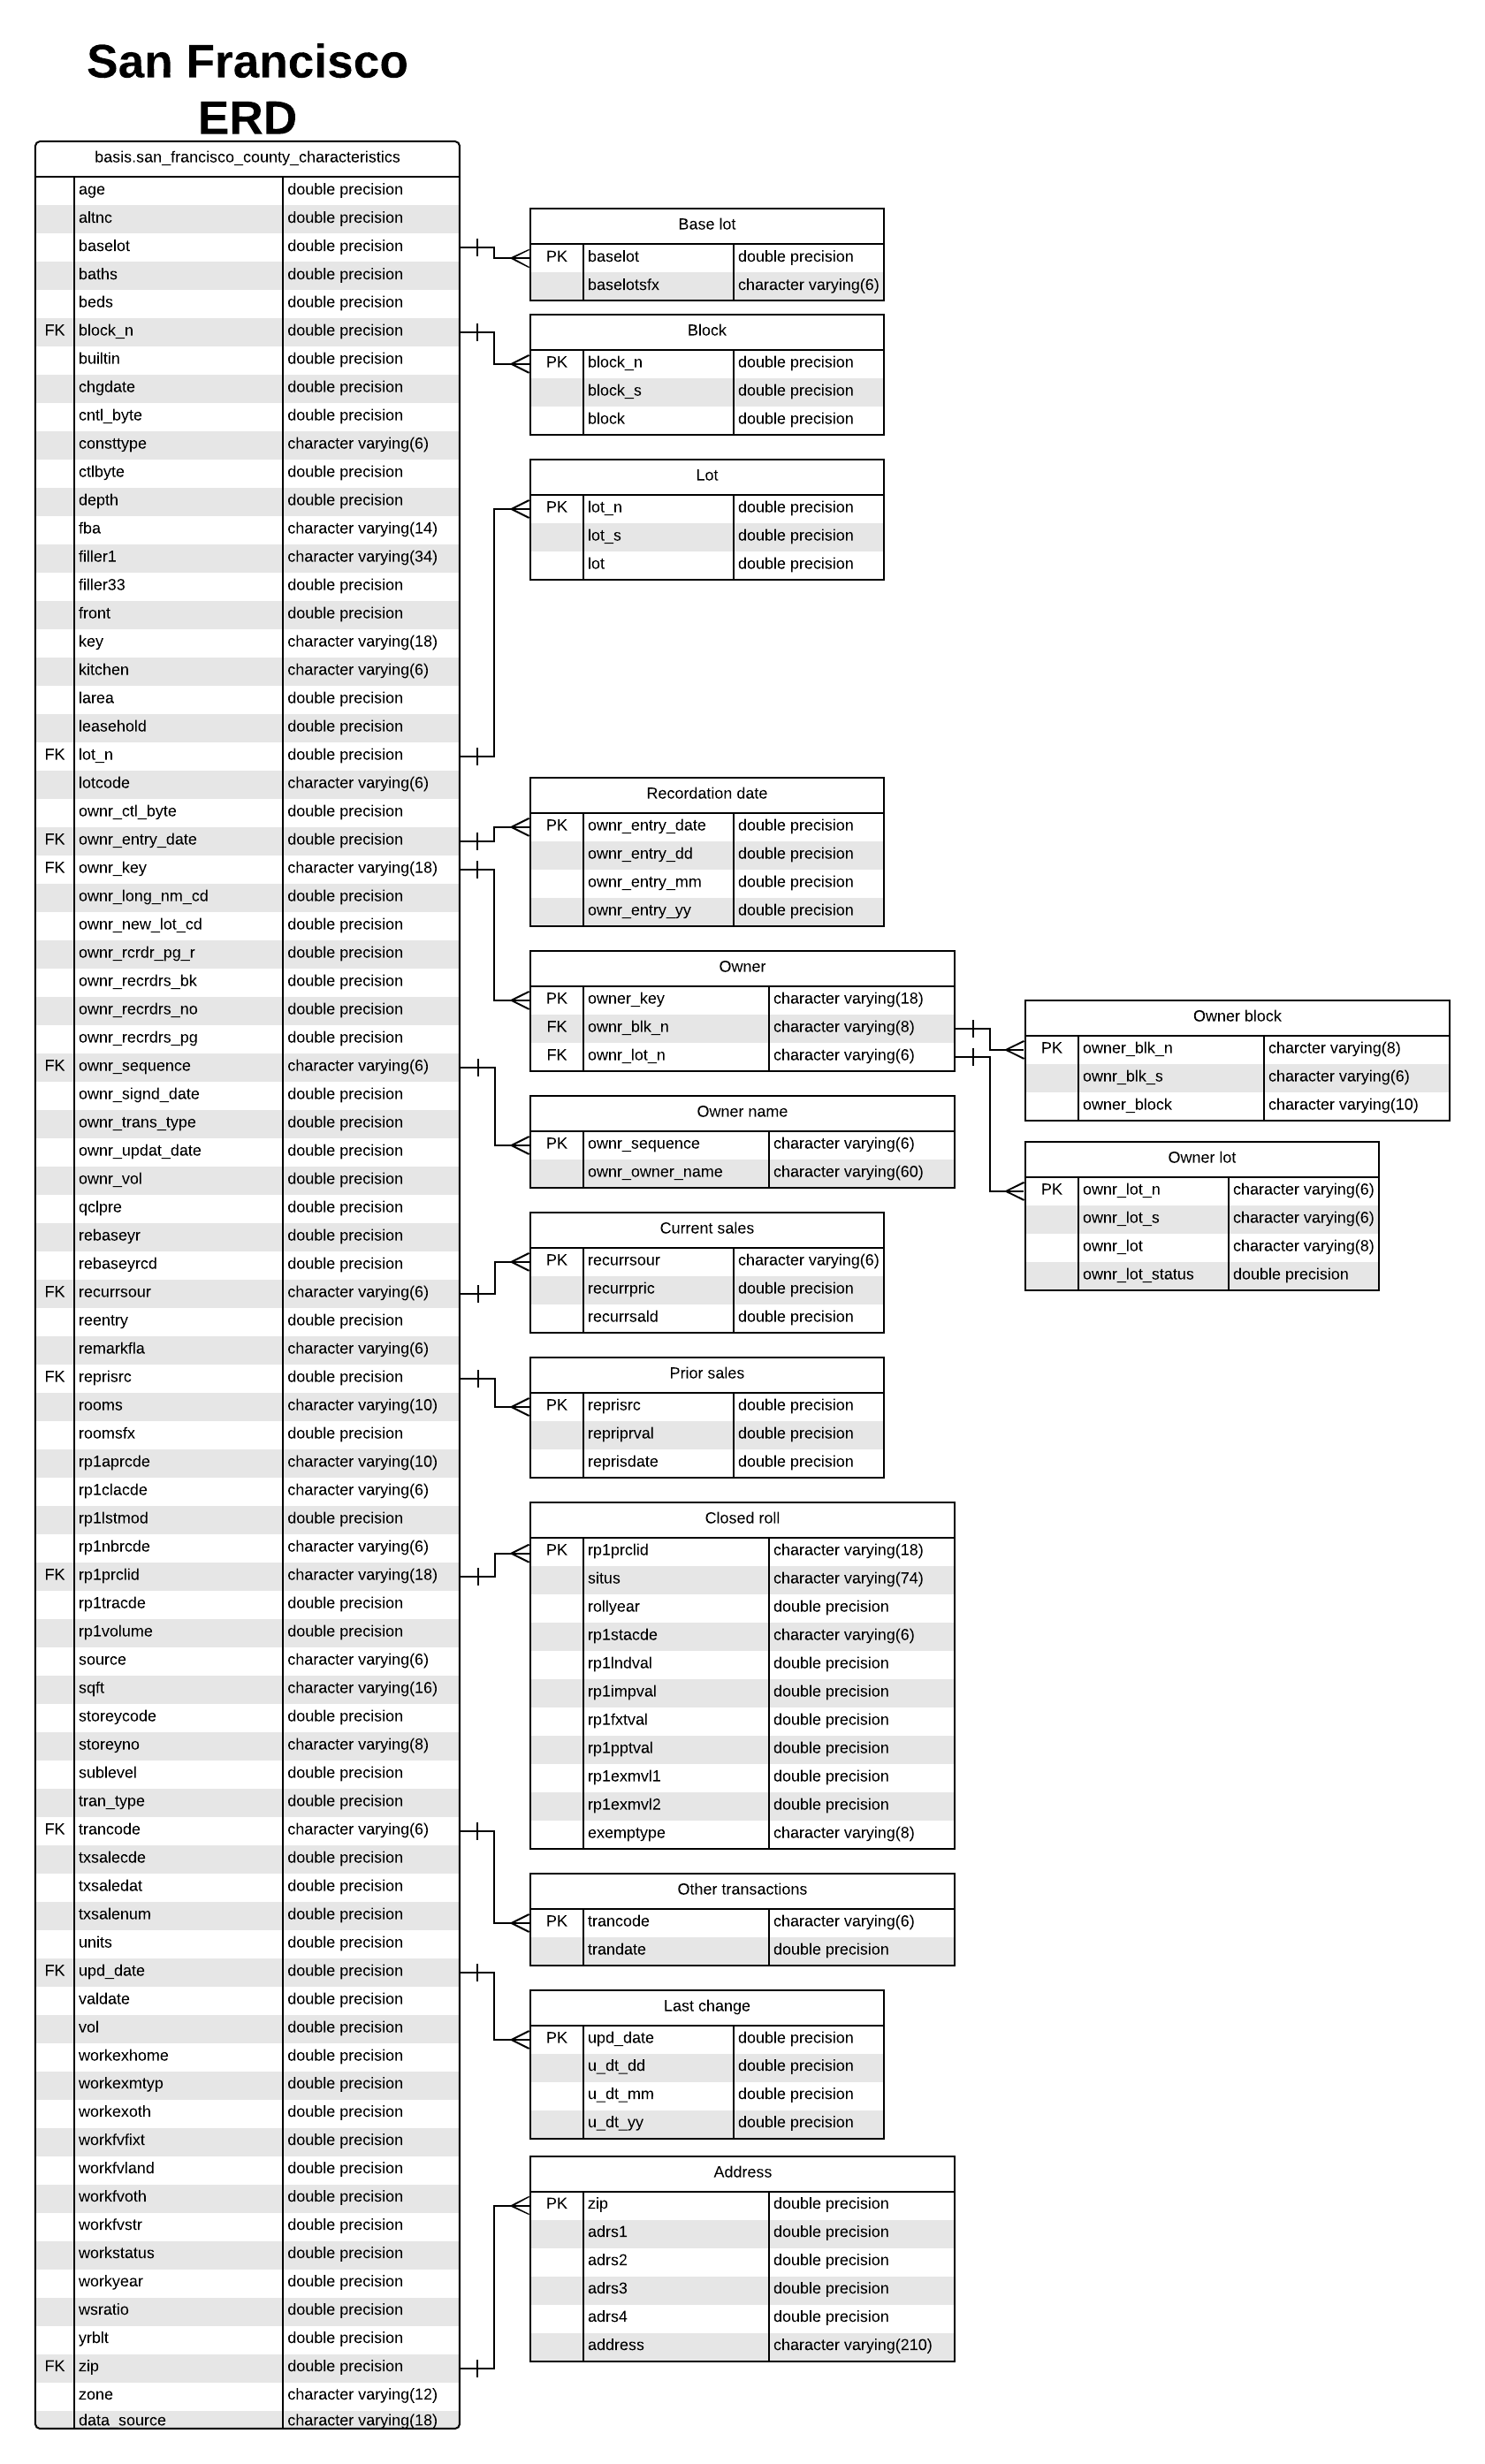 San Francisco
ERD
basis.san_francisco_county_characteristics
age double precision
altnc double precision
baselot double precision
baths double precision
beds double precision
FK block_n double precision
builtin double precision
chgdate double precision
cntl_byte double precision
consttype character varying(6)
ctlbyte double precision
depth double precision
fba character varying(14)
filler1 character varying(34)
filler33 double precision
front double precision
key character varying(18)
kitchen character varying(6)
larea double precision
leasehold double precision
FK lot_n double precision
lotcode character varying(6)
ownr_ctl_byte double precision
FK ownr_entry_date double precision
FK ownr_key character varying(18)
ownr_long_nm_cd double precision
ownr_new_lot_cd double precision
ownr_rcrdr_pg_r double precision
ownr_recrdrs_bk double precision
ownr_recrdrs_no double precision
ownr_recrdrs_pg double precision
FK ownr_sequence character varying(6)
ownr_signd_date double precision
ownr_trans_type double precision
ownr_updat_date double precision
ownr_vol double precision
qclpre double precision
rebaseyr double precision
rebaseyrcd double precision
FK recurrsour character varying(6)
reentry double precision
remarkfla character varying(6)
FK reprisrc double precision
rooms character varying(10)
roomsfx double precision
rp1aprcde character varying(10)
rp1clacde character varying(6)
rp1lstmod double precision
rp1nbrcde character varying(6)
FK rp1prclid character varying(18)
rp1tracde double precision
rp1volume double precision
source character varying(6)
sqft character varying(16)
storeycode double precision
storeyno character varying(8)
sublevel double precision
tran_type double precision
FK trancode character varying(6)
txsalecde double precision
txsaledat double precision
txsalenum double precision
units double precision
FK upd_date double precision
valdate double precision
vol double precision
workexhome double precision
workexmtyp double precision
workexoth double precision
workfvfixt double precision
workfvland double precision
workfvoth double precision
workfvstr double precision
workstatus double precision
workyear double precision
wsratio double precision
yrblt double precision
FK zip double precision
zone character varying(12)
data_source character varying(18)
Base lot
PK baselot double precision
baselotsfx character varying(6)
Block
PK block_n double precision
block_s double precision
block double precision
Lot
PK lot_n double precision
lot_s double precision
lot double precision
Recordation date
PK ownr_entry_date double precision
ownr_entry_dd double precision
ownr_entry_mm double precision
ownr_entry_yy double precision
Owner
PK owner_key character varying(18)
FK ownr_blk_n character varying(8)
FK ownr_lot_n character varying(6)
Owner name
PK ownr_sequence character varying(6)
ownr_owner_name character varying(60)
Current sales
PK recurrsour character varying(6)
recurrpric double precision
recurrsald double precision
Prior sales
PK reprisrc double precision
repriprval double precision
reprisdate double precision
Closed roll
PK rp1prclid character varying(18)
situs character varying(74)
rollyear double precision
rp1stacde character varying(6)
rp1lndval double precision
rp1impval double precision
rp1fxtval double precision
rp1pptval double precision
rp1exmvl1 double precision
rp1exmvl2 double precision
exemptype character varying(8)
Other transactions
PK trancode character varying(6)
trandate double precision
Last change
PK upd_date double precision
u_dt_dd double precision
u_dt_mm double precision
u_dt_yy double precision
Address
PK zip double precision
adrs1 double precision
adrs2 double precision
adrs3 double precision
adrs4 double precision
address character varying(210)
Owner block
PK owner_blk_n charcter varying(8)
ownr_blk_s character varying(6)
owner_block character varying(10)
Owner lot
PK ownr_lot_n character varying(6)
ownr_lot_s character varying(6)
ownr_lot character varying(8)
ownr_lot_status double precision